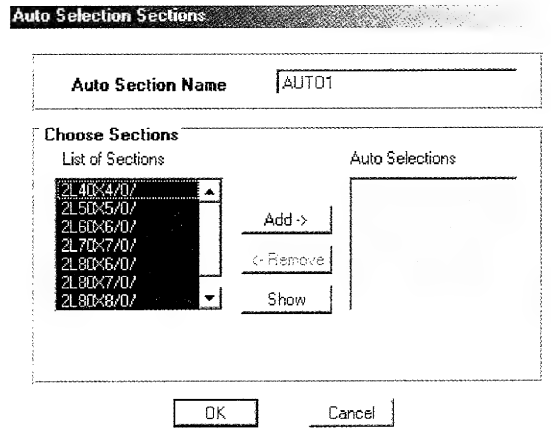 Auto Selection Sections
Auto Section Name
AUTO1
Choose Sections
List of Sections
Auto Selections
2L40X4/0/
2L50X5/0/
2L60X6/0/
2L70X7/0/
2L80X6/0/
2L80X7/0/
2L80X8/0/
Add ->
<- Remove
Show
OK
Cancel